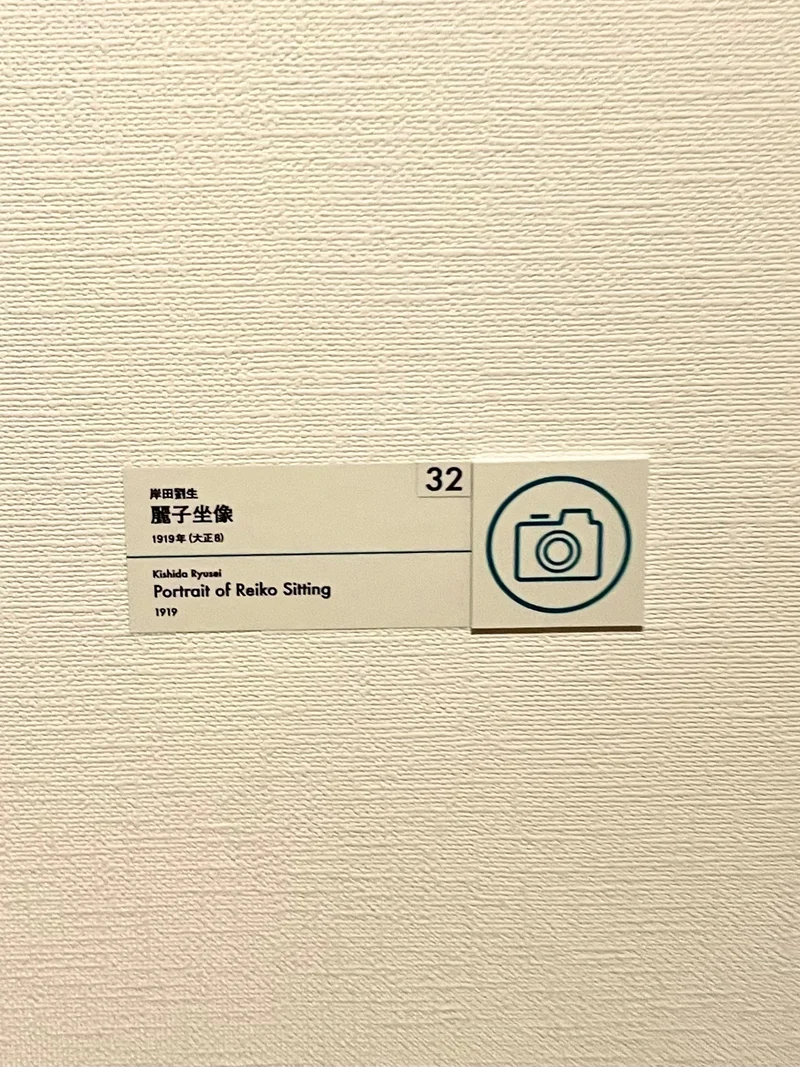 32
岸田劉生
麗子坐像
1919年(大正8)
Kishida Ryusei
Portrait of Reiko Sitting
1919